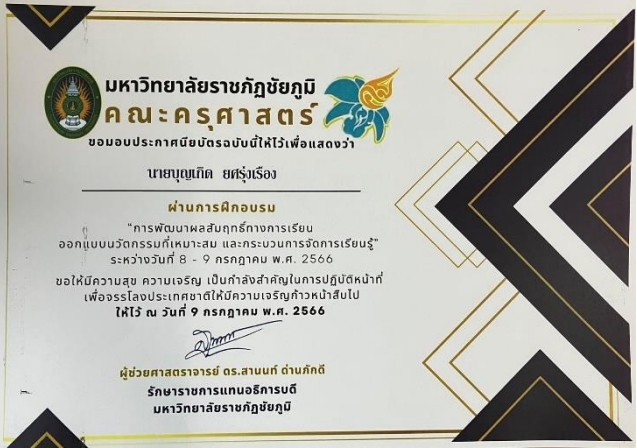 มหาวิทยาลัยราชภัฏชัยภูมิ
คณะครุศาสตร์
ขอมอบประกาศนียบัตรฉบับนี้ให้ไว้เพื่อแสดงว่า
นายบุญเกิด ยศรุ่งเรือง
ผ่านการฝึกอบรม
"การพัฒนาผลสัมฤทธิ์ทางการเรียน
ออกแบบนวัตกรรมที่เหมาะสม และกระบวนการจัดการเรียนรู้"
ระหว่างวันที่ 8 - 9 กรกฎาคม พ.ศ. 2566
ขอให้มีความสุข ความเจริญ เป็นกำลังสำคัญในการปฏิบัติหน้าที่
เพื่อจรรโลงประเทศชาติให้มีความเจริญก้าวหน้าสืบไป
ให้ไว้ ณ วันที่ 9 กรกฎาคม พ.ศ. 2566
ผู้ช่วยศาสตราจารย์ ดร.สานนท์ ด่านภักดี
รักษาราชการแทนอธิการบดี
มหาวิทยาลัยราชภัฏชัยภูมิ